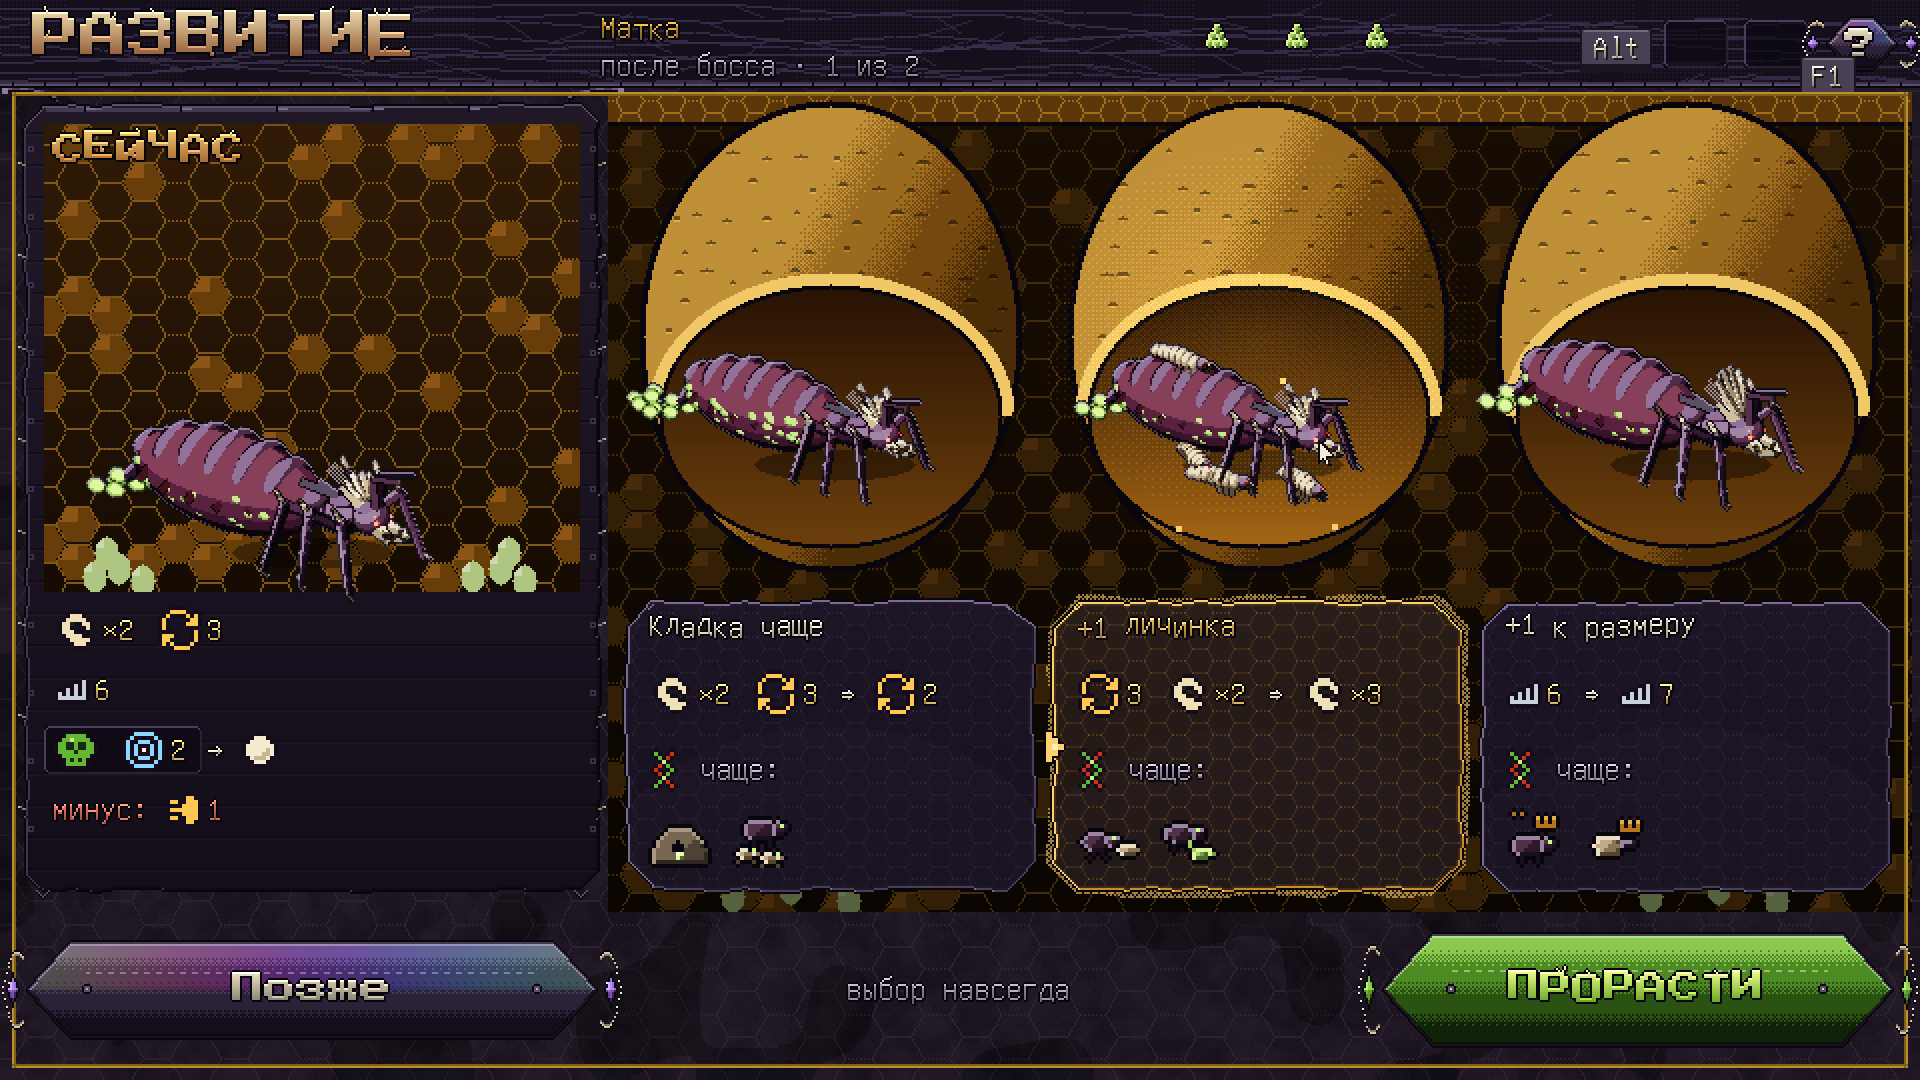 РАЗВИТИЕ
Матка
после босса · 1 из 2
Alt
?
F1
СЕЙЧАС
×2 3
6
2 →
минус: 1
Кладка чаще
×2 3 → 2
чаще:
+1 личинка
3 ×2 → ×3
чаще:
+1 к размеру
6 → 7
чаще:
Позже
выбор навсегда
ПРОРАСТИ